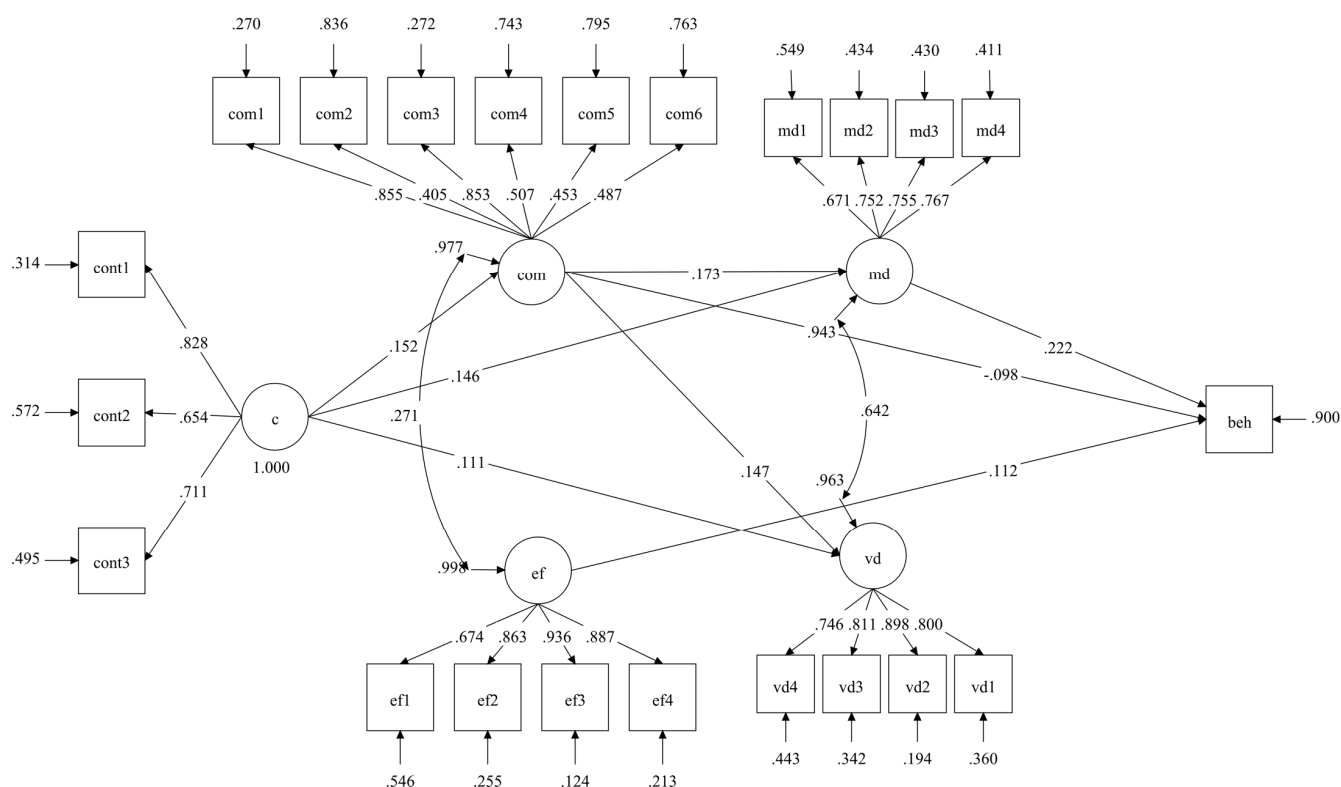 .270 .836 .272 .743 .795 .763
.549 .434 .430 .411
com1 com2 com3 com4 com5 com6
md1 md2 md3 md4
.855 .405 .853 .507 .453 .487
.671 .752 .755 .767
.977
.314 cont1
com .173 md
.828 .152 .943 .222
.146 -.098
.572 cont2 .654 c .271 .642 beh .900
1.000 .111 .147 .112
.711 .963
.495 cont3 .998 ef vd
.746 .811 .898 .800
.674 .863 .936 .887
vd4 vd3 vd2 vd1
ef1 ef2 ef3 ef4
.443 .342 .194 .360
.546 .255 .124 .213